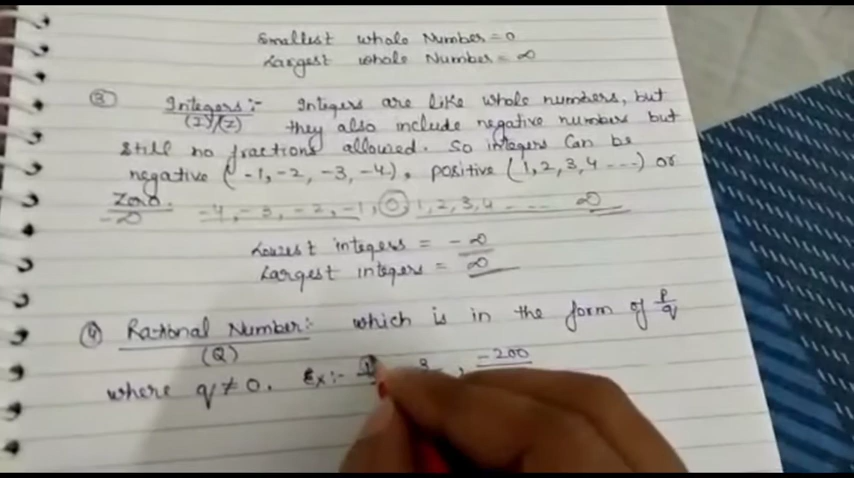 Smallest whole Number = 0
Largest whole Number = ∞
③ Integers :- Integers are like whole numbers, but
(I)/(Z) they also include negative numbers but
still no fractions allowed. So integers can be
negative (-1, -2, -3, -4), positive (1, 2, 3, 4 ----) or
Zero.
-∞ -4, -3, -2, -1, 0, 1, 2, 3, 4 ---- ∞
Lowest integers = -∞
Largest integers = ∞
④ Rational Number :- which is in the form of p/q
(Q)
where q ≠ 0. Ex :- , -200